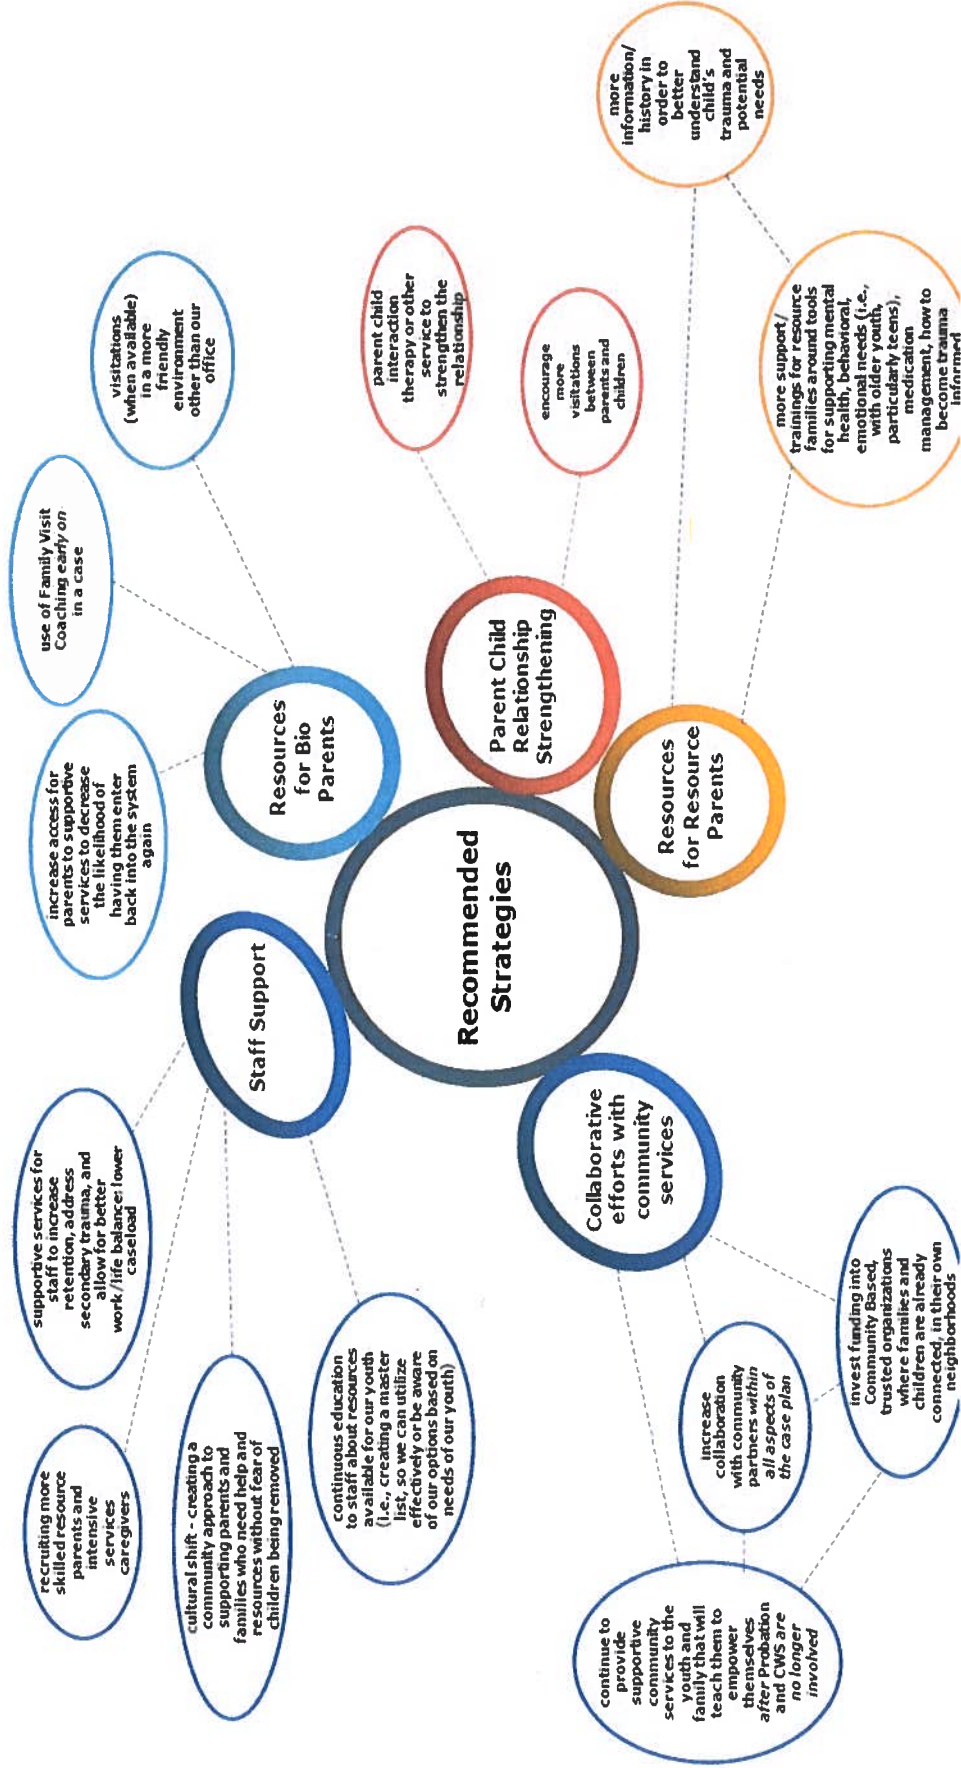 Recommended
Strategies
Staff Support
recruiting more
skilled resource
parents and
intensive
services
caregivers
supportive services for
staff to increase
retention, address
secondary trauma, and
allow for better
work/life balance: lower
caseload
cultural shift - creating a
community approach to
supporting parents and
families who need help and
resources without fear of
children being removed
continuous education
to staff about resources
available for our youth
(i.e., creating a master
list, so we can utilize
effectively or be aware
of our options based on
needs of our youth)
Resources
for Bio
Parents
increase access for
parents to supportive
services to decrease
the likelihood of
having them enter
back into the system
again
use of Family Visit
Coaching early on
in a case
visitations
(when available)
in a more
friendly
environment
other than our
office
Parent Child
Relationship
Strengthening
parent child
interaction
therapy or other
service to
strengthen the
relationship
encourage
more
visitations
between
parents and
children
Resources
for Resource
Parents
more
information/
history in
order to
better
understand
child's
trauma and
potential
needs
more support/
trainings for resource
families around tools
for supporting mental
health, behavioral,
emotional needs (i.e.,
with older youth,
particularly teens),
medication
management, how to
become trauma
informed
Collaborative
efforts with
community
services
continue to
provide
supportive
community
services to the
youth and
family that will
teach them to
empower
themselves
after Probation
and CWS are
no longer
involved
increase
collaboration
with community
partners within
all aspects of
the case plan
invest funding into
Community Based,
trusted organizations
where families and
children are already
connected, in their own
neighborhoods